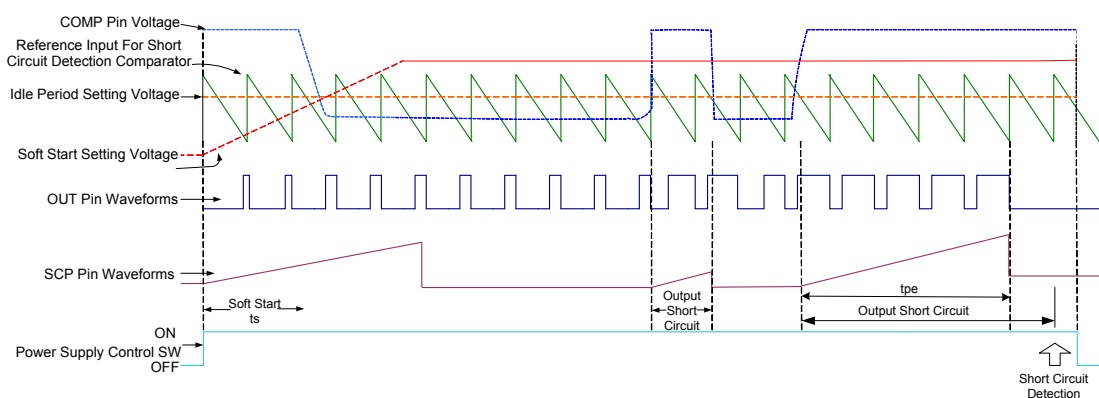 COMP Pin Voltage
Reference Input For Short
Circuit Detection Comparator
Idle Period Setting Voltage
Soft Start Setting Voltage
OUT Pin Waveforms
SCP Pin Waveforms
Soft Start
ts
Output
Short
Circuit
tpe
Output Short Circuit
ON
Power Supply Control SW
OFF
Short Circuit
Detection